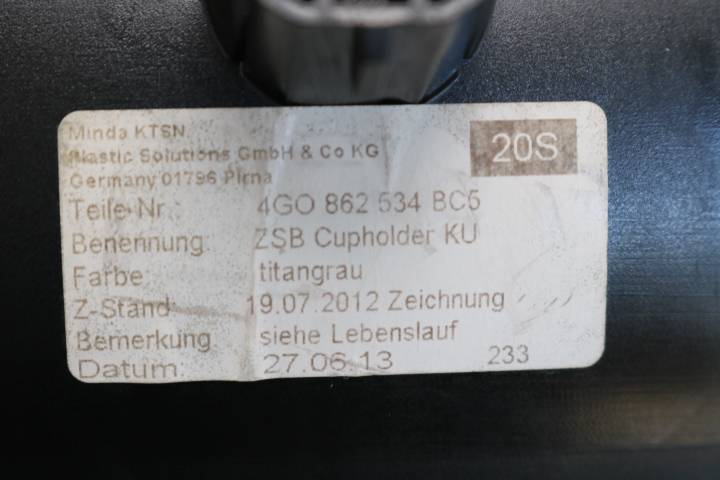 Minda KTSN
Plastic Solutions GmbH & Co KG
Germany 01796 Pirna
20S
Teile-Nr.: 4GO 862 534 BC5
Benennung: ZSB Cupholder KU
Farbe titangrau
Z-Stand: 19.07.2012 Zeichnung
Bemerkung: siehe Lebenslauf
Datum: 27.06.13 233